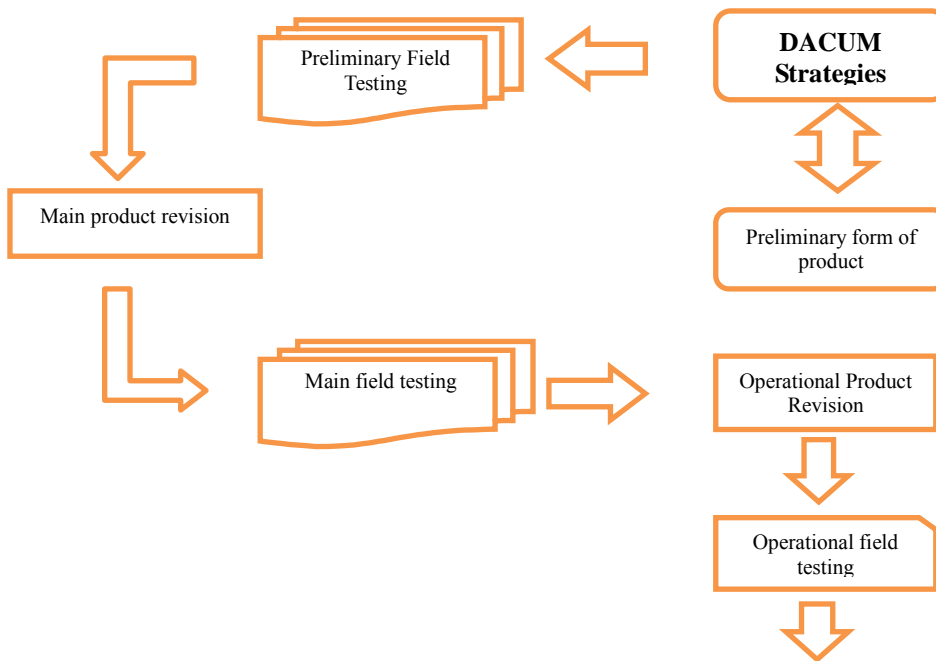 DACUM
Strategies
Preliminary Field
Testing
Main product revision
Preliminary form of
product
Main field testing
Operational Product
Revision
Operational field
testing